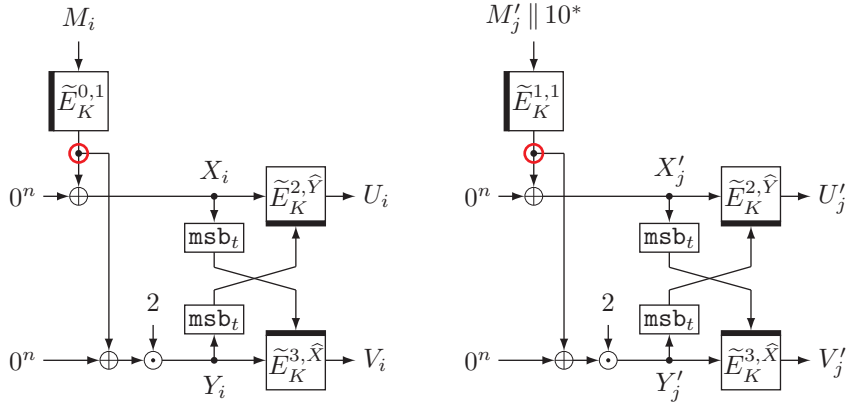 M_i
M'_j ∥ 10*
Ẽ_K^{0,1}
Ẽ_K^{1,1}
0^n
X_i
Ẽ_K^{2,Ŷ}
U_i
0^n
X'_j
Ẽ_K^{2,Ŷ}
U'_j
msb_t
msb_t
2
msb_t
2
msb_t
0^n
Y_i
Ẽ_K^{3,X̂}
V_i
0^n
Y'_j
Ẽ_K^{3,X̂}
V'_j